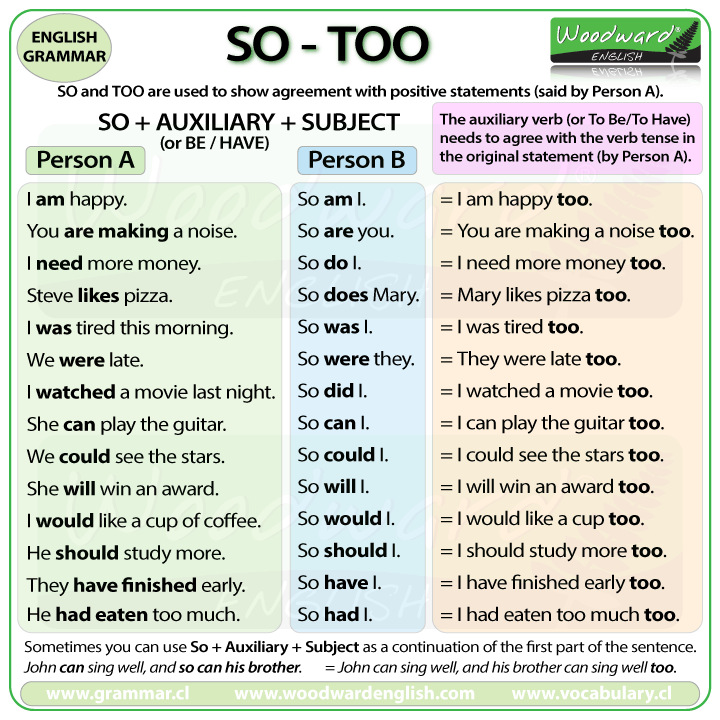 ENGLISH
GRAMMAR
SO - TOO
Woodward®
ENGLISH
SO and TOO are used to show agreement with positive statements (said by Person A).
SO + AUXILIARY + SUBJECT
(or BE / HAVE)
The auxiliary verb (or To Be/To Have)
needs to agree with the verb tense in
the original statement (by Person A).
Person A Person B
I am happy. So am I. = I am happy too.
You are making a noise. So are you. = You are making a noise too.
I need more money. So do I. = I need more money too.
Steve likes pizza. So does Mary. = Mary likes pizza too.
I was tired this morning. So was I. = I was tired too.
We were late. So were they. = They were late too.
I watched a movie last night. So did I. = I watched a movie too.
She can play the guitar. So can I. = I can play the guitar too.
We could see the stars. So could I. = I could see the stars too.
She will win an award. So will I. = I will win an award too.
I would like a cup of coffee. So would I. = I would like a cup too.
He should study more. So should I. = I should study more too.
They have finished early. So have I. = I have finished early too.
He had eaten too much. So had I. = I had eaten too much too.
Sometimes you can use So + Auxiliary + Subject as a continuation of the first part of the sentence.
John can sing well, and so can his brother. = John can sing well, and his brother can sing well too.
www.grammar.cl www.woodwardenglish.com www.vocabulary.cl